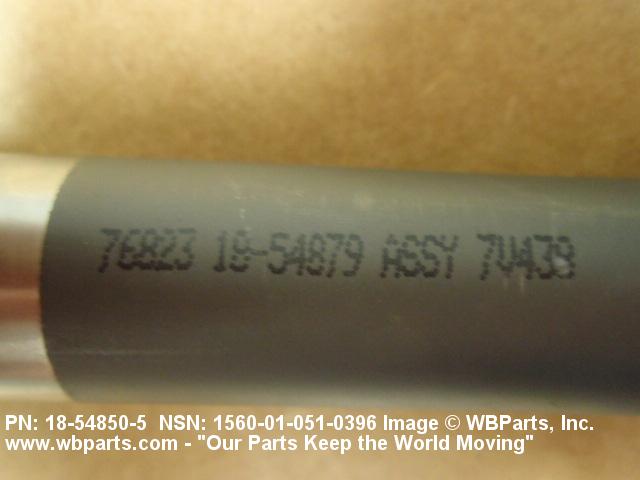 76823 18-54879 ASSY 7V438
PN: 18-54850-5 NSN: 1560-01-051-0396 Image © WBParts, Inc.
www.wbparts.com - "Our Parts Keep the World Moving"